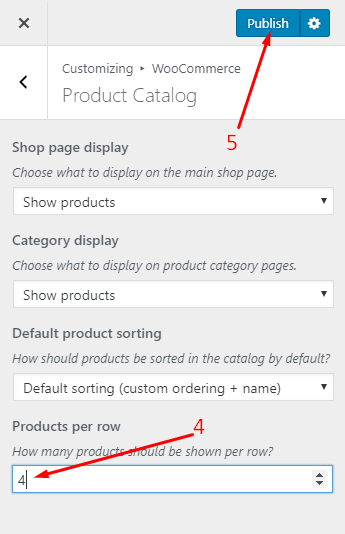 Publish
5
Customizing ▸ WooCommerce
Product Catalog
Shop page display
Choose what to display on the main shop page.
Show products
Category display
Choose what to display on product category pages.
Show products
Default product sorting
How should products be sorted in the catalog by default?
Default sorting (custom ordering + name)
Products per row
4
How many products should be shown per row?
4